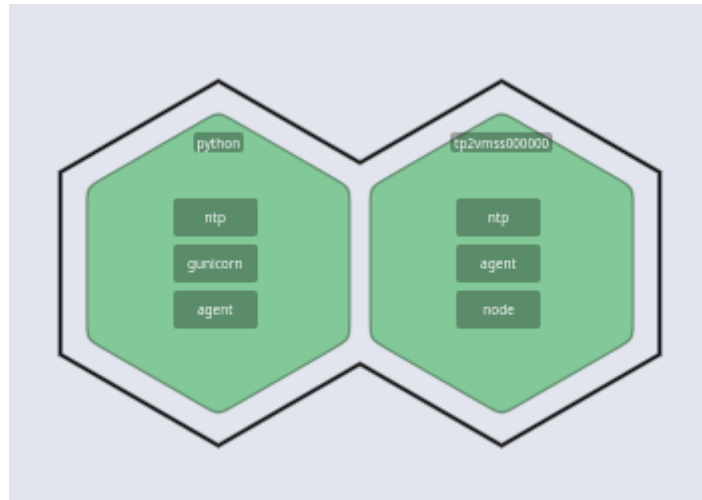 python
ntp
gunicorn
agent
tp2vmss000000
ntp
agent
node